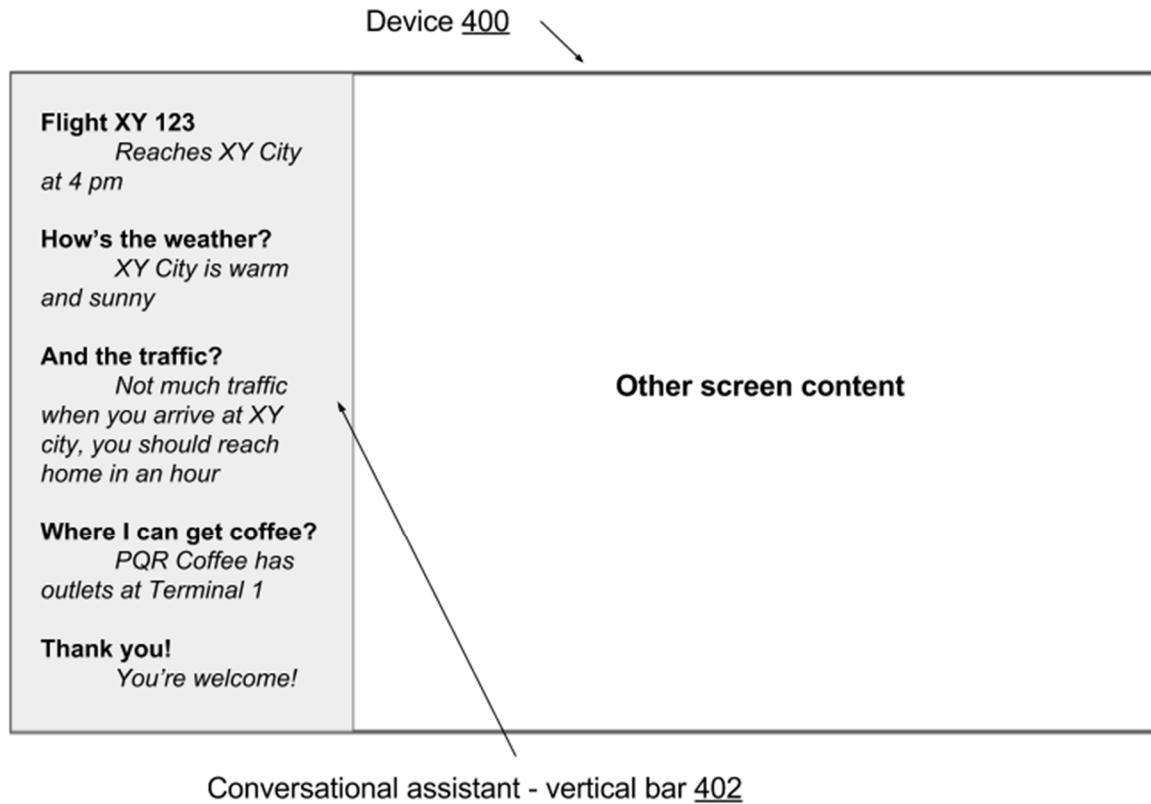 Device 400
Flight XY 123
Reaches XY City
at 4 pm
How's the weather?
XY City is warm
and sunny
And the traffic?
Not much traffic
when you arrive at XY
city, you should reach
home in an hour
Where I can get coffee?
PQR Coffee has
outlets at Terminal 1
Thank you!
You're welcome!
Other screen content
Conversational assistant - vertical bar 402